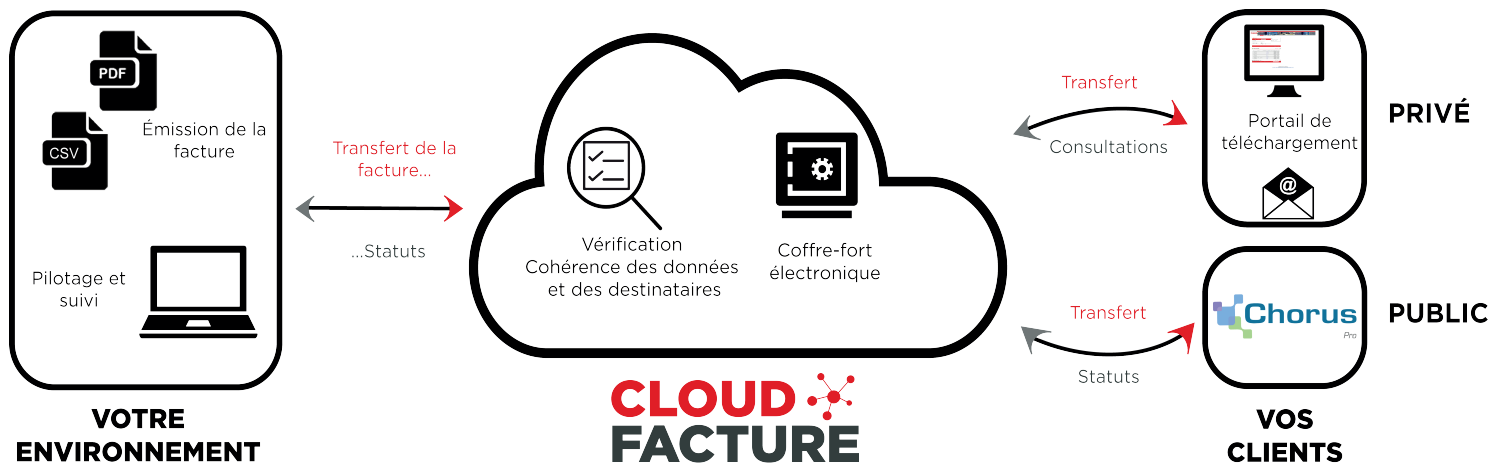 PDF
Émission de la
facture
CSV
Pilotage et
suivi
VOTRE
ENVIRONNEMENT
Transfert de la
facture...
...Statuts
Vérification
Cohérence des données
et des destinataires
Coffre-fort
électronique
CLOUD
FACTURE
Transfert
Consultations
Portail de
téléchargement
@
PRIVÉ
Transfert
Statuts
Chorus
Pro
PUBLIC
VOS
CLIENTS